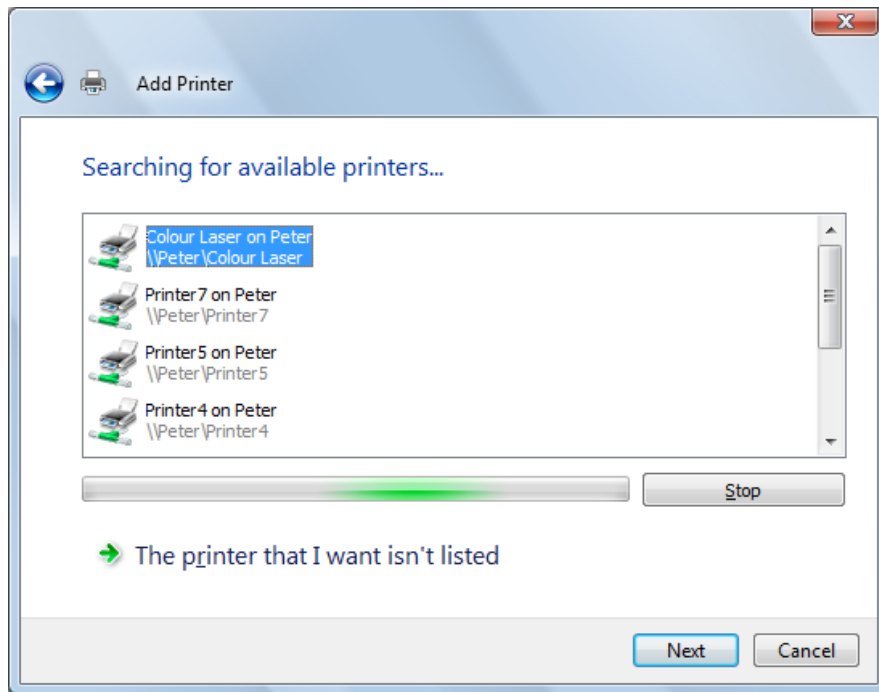 Add Printer
Searching for available printers...
Colour Laser on Peter
\\Peter\Colour Laser
Printer7 on Peter
\\Peter\Printer7
Printer5 on Peter
\\Peter\Printer5
Printer4 on Peter
\\Peter\Printer4
Stop
The printer that I want isn't listed
Next
Cancel